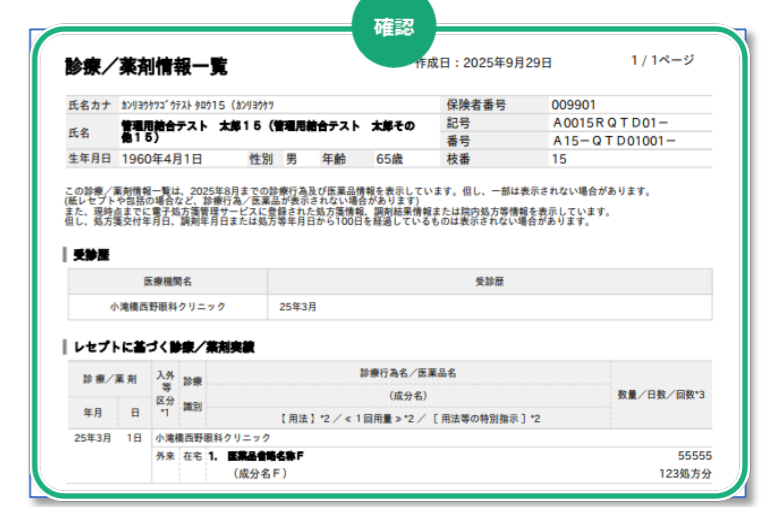 確認
診療／薬剤情報一覧
作成日：2025年9月29日
1 / 1ページ
氏名カナ カンリヨウケツゴウテスト タロウ15（カンリヨウケツ
保険者番号 009901
氏名 管理用結合テスト 太郎１５（管理用結合テスト 太郎その他１５）
記号 A0015RQTD01－
番号 A15－QTD01001－
生年月日 1960年4月1日 性別 男 年齢 65歳 枝番 15
この診療／薬剤情報一覧は、2025年8月までの診療行為及び医薬品情報を表示しています。但し、一部は表示されない場合があります。
(紙レセプトや包括の場合など、診療行為／医薬品が表示されない場合があります)
また、現時点までに電子処方箋管理サービスに登録された処方箋情報、調剤結果情報または院内処方等情報を表示しています。
但し、処方箋交付年月日、調剤年月日または処方等年月日から100日を経過しているものは表示されない場合があります。
受診歴
医療機関名 受診歴
小滝橋西野眼科クリニック 25年3月
レセプトに基づく診療／薬剤実績
診療／薬剤 入外等区分*1 診療識別 診療行為名／医薬品名 数量／日数／回数*3
(成分名)
年月 日 【用法】*2／≪1回用量≫*2／［用法等の特別指示］*2
25年3月 1日 小滝橋西野眼科クリニック
外来 在宅 1. 医薬品省略名称F 55555
(成分名F) 123処方分